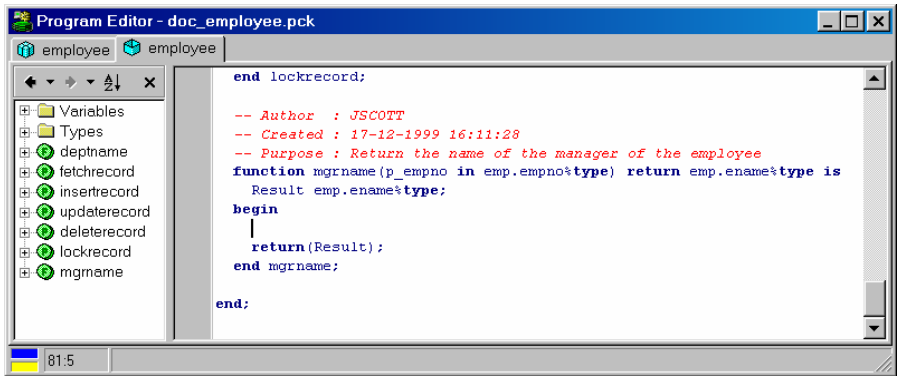 Program Editor - doc_employee.pck
employee employee
Variables
Types
deptname
fetchrecord
insertrecord
updaterecord
deleterecord
lockrecord
mgrname
end lockrecord;
-- Author : JSCOTT
-- Created : 17-12-1999 16:11:28
-- Purpose : Return the name of the manager of the employee
function mgrname(p_empno in emp.empno%type) return emp.ename%type is
Result emp.ename%type;
begin
return(Result);
end mgrname;
end;
81:5